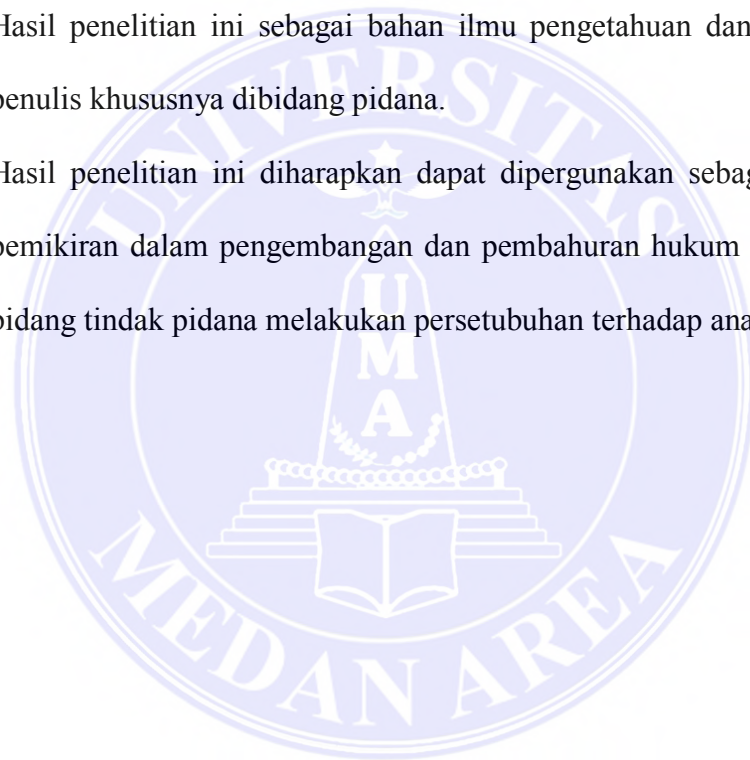 Hasil penelitian ini sebagai bahan ilmu pengetahuan dan
penulis khususnya dibidang pidana.
Hasil penelitian ini diharapkan dapat dipergunakan sebag
pemikiran dalam pengembangan dan pembahuran hukum
bidang tindak pidana melakukan persetubuhan terhadap ana
UNIVERSITAS
UMA
MEDAN AREA